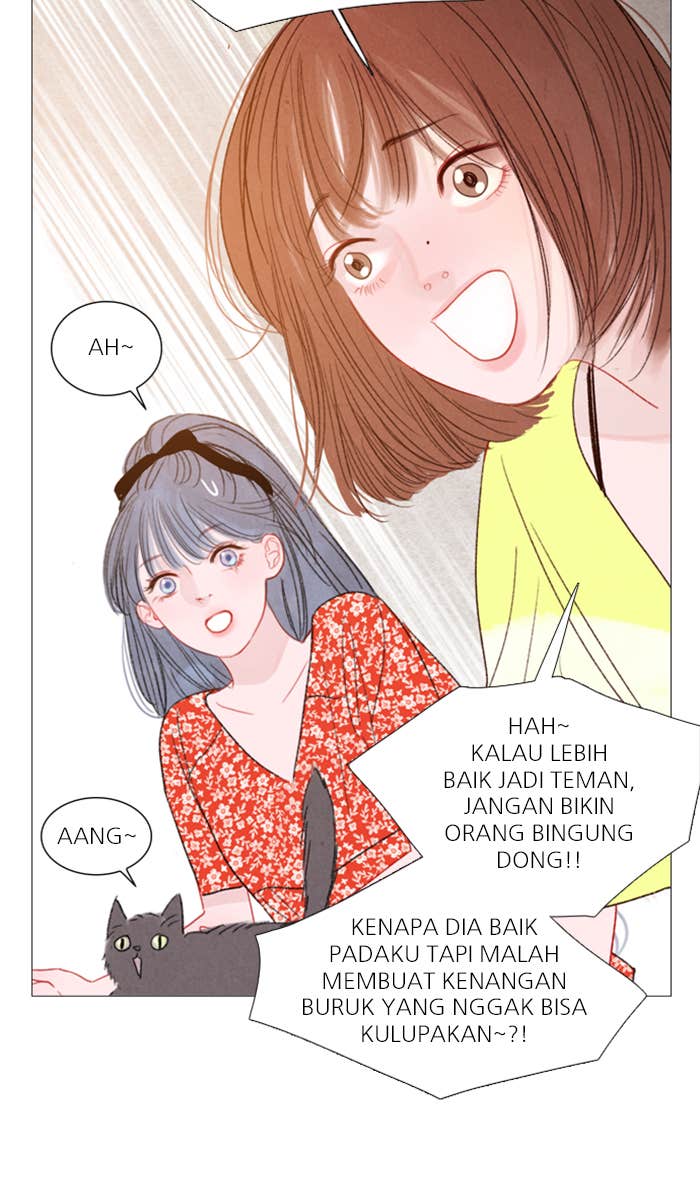 AH~
HAH~
KALAU LEBIH
BAIK JADI TEMAN,
JANGAN BIKIN
ORANG BINGUNG
DONG!!
AANG~
KENAPA DIA BAIK
PADAKU TAPI MALAH
MEMBUAT KENANGAN
BURUK YANG NGGAK BISA
KULUPAKAN~?!